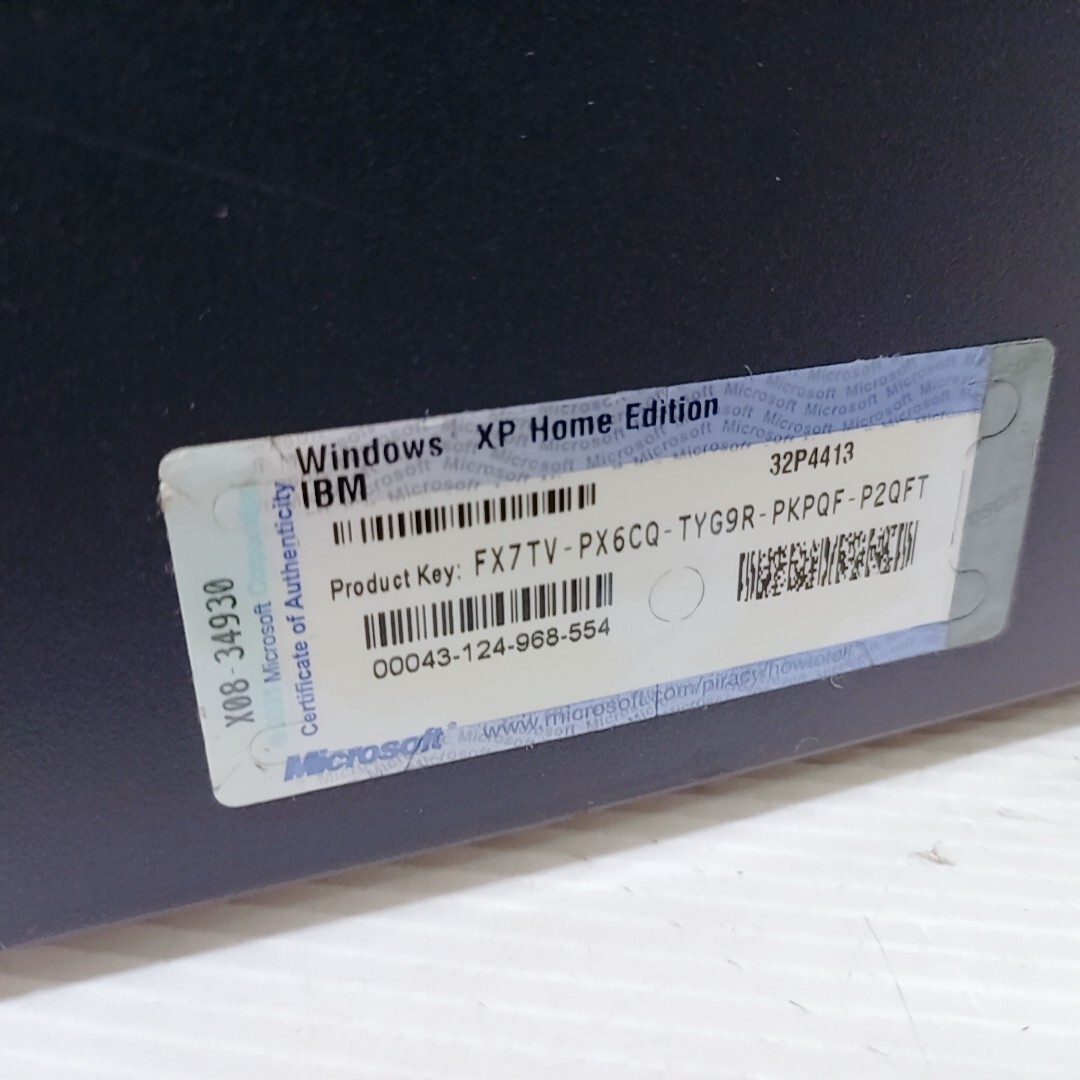 Windows XP Home Edition
IBM
32P4413
Product Key: FX7TV-PX6CQ-TYG9R-PKPQF-P2QFT
00043-124-968-554
Microsoft®
www.microsoft.com/piracy/howtotell
Certificate of Authenticity
Microsoft Corporation
X08-34930